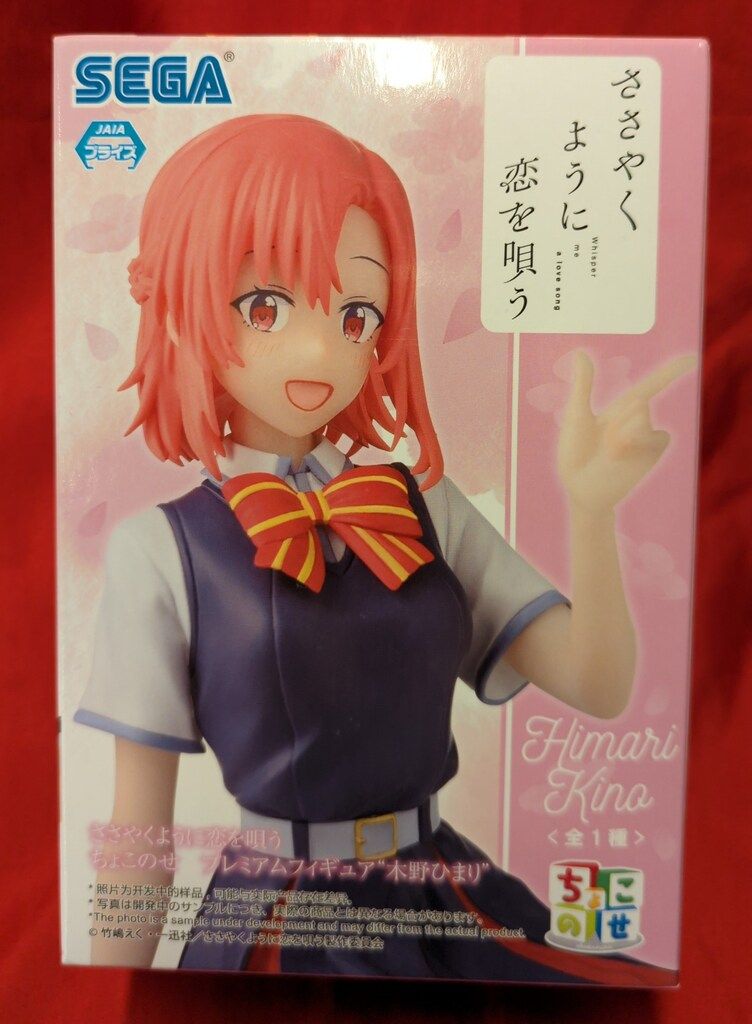 SEGA®
JAIA
プライズ
ささやく
ように
恋を唄う
Whisper
me
a love song
Himari
Kino
<全1種>
ささやくように恋を唄う
ちょこのせ プレミアムフィギュア“木野ひまり”
ちょこ
のせ
*照片为开发中的样品,可能与实际产品存在差异。
*写真は開発中のサンプルにつき、実際の商品とは異なる場合があります。
*The photo is a sample under development and may differ from the actual product.
© 竹嶋えく・一迅社/ささやくように恋を唄う製作委員会